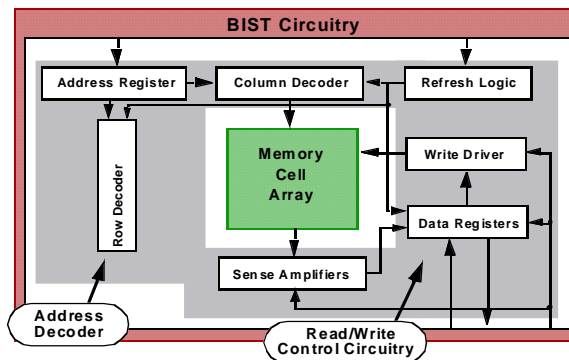 BIST Circuitry
Address Register
Column Decoder
Refresh Logic
Row Decoder
Memory
Cell
Array
Write Driver
Data Registers
Sense Amplifiers
Address
Decoder
Read/Write
Control Circuitry